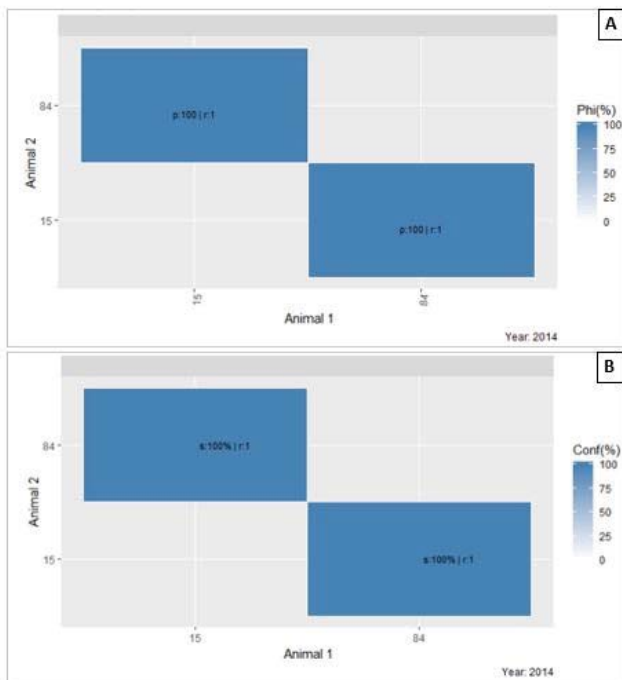 A
p:100 | r:1
p:100 | r:1
84
15
Animal 2
15
84
Animal 1
Phi(%)
100
75
50
25
0
Year: 2014
B
s:100% | r:1
s:100% | r:1
84
15
Animal 2
15
84
Animal 1
Conf(%)
100
75
50
25
0
Year: 2014